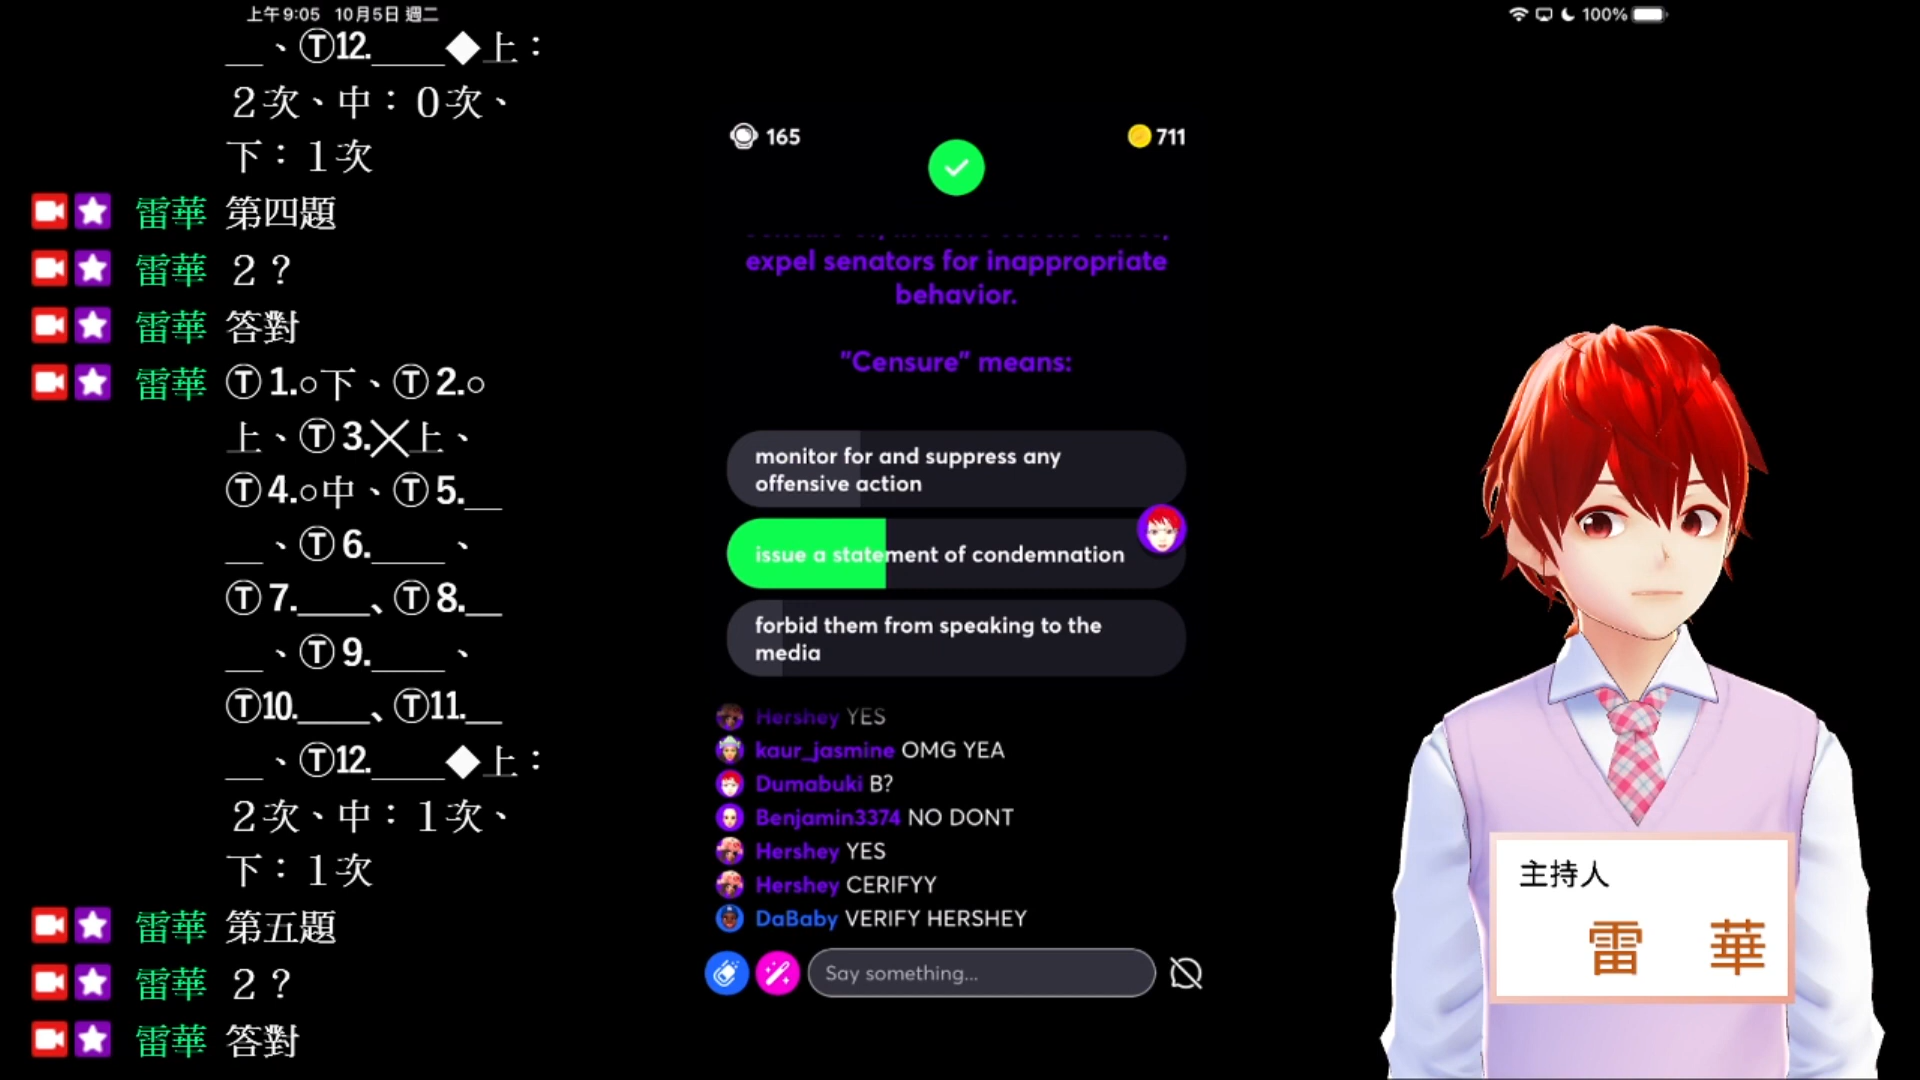 上午9:05 10月5日 週二
100%
__、Ⓣ12.____◆上：
２次、中：０次、
下：１次
雷華 第四題
雷華 ２？
雷華 答對
雷華 Ⓣ1.○下、Ⓣ2.○
上、Ⓣ3.╳上、
Ⓣ4.○中、Ⓣ5.__
__、Ⓣ6.____、
Ⓣ7.____、Ⓣ8.__
__、Ⓣ9.____、
Ⓣ10.____、Ⓣ11.__
__、Ⓣ12.____◆上：
２次、中：１次、
下：１次
雷華 第五題
雷華 ２？
雷華 答對
165
711
expel senators for inappropriate
behavior.
"Censure" means:
monitor for and suppress any
offensive action
issue a statement of condemnation
forbid them from speaking to the
media
Hershey YES
kaur_jasmine OMG YEA
Dumabuki B?
Benjamin3374 NO DONT
Hershey YES
Hershey CERIFYY
DaBaby VERIFY HERSHEY
Say something...
主持人
雷 華